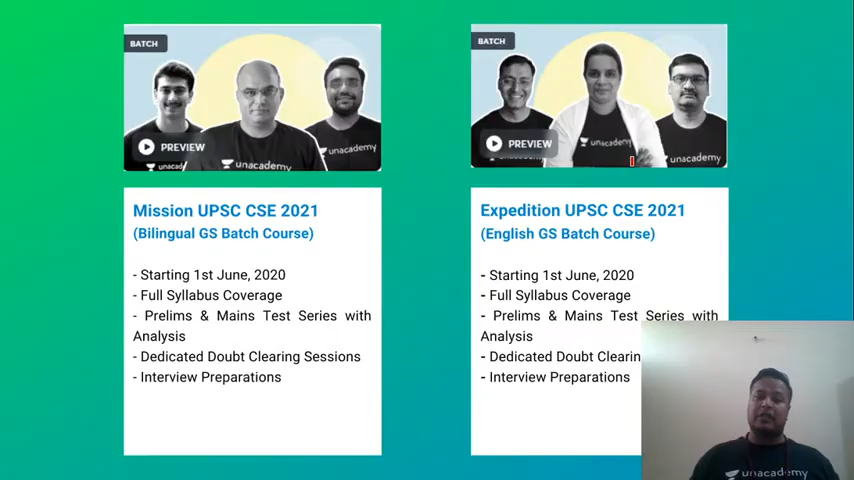 BATCH
PREVIEW
unacademy
unacad
unacademy
BATCH
PREVIEW
unacademy
unacademy
Mission UPSC CSE 2021
(Bilingual GS Batch Course)
- Starting 1st June, 2020
- Full Syllabus Coverage
- Prelims & Mains Test Series with
Analysis
- Dedicated Doubt Clearing Sessions
- Interview Preparations
Expedition UPSC CSE 2021
(English GS Batch Course)
- Starting 1st June, 2020
- Full Syllabus Coverage
- Prelims & Mains Test Series with
Analysis
- Dedicated Doubt Clearin
- Interview Preparations
unacademy